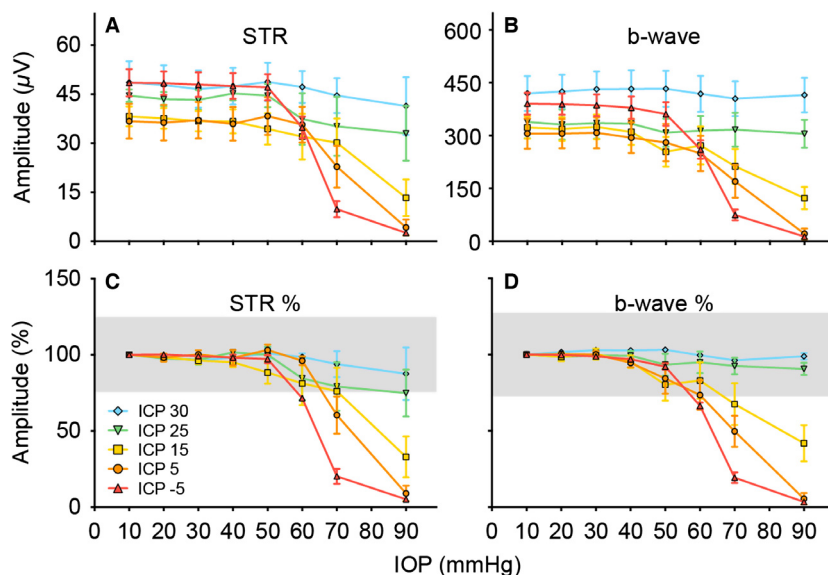 A
STR
Amplitude (µV)
60
45
30
15
0
B
b-wave
600
450
300
150
0
C
STR %
Amplitude (%)
150
100
50
0
ICP 30
ICP 25
ICP 15
ICP 5
ICP -5
0 10 20 30 40 50 60 70 90
D
b-wave %
0 10 20 30 40 50 60 70 90
IOP (mmHg)